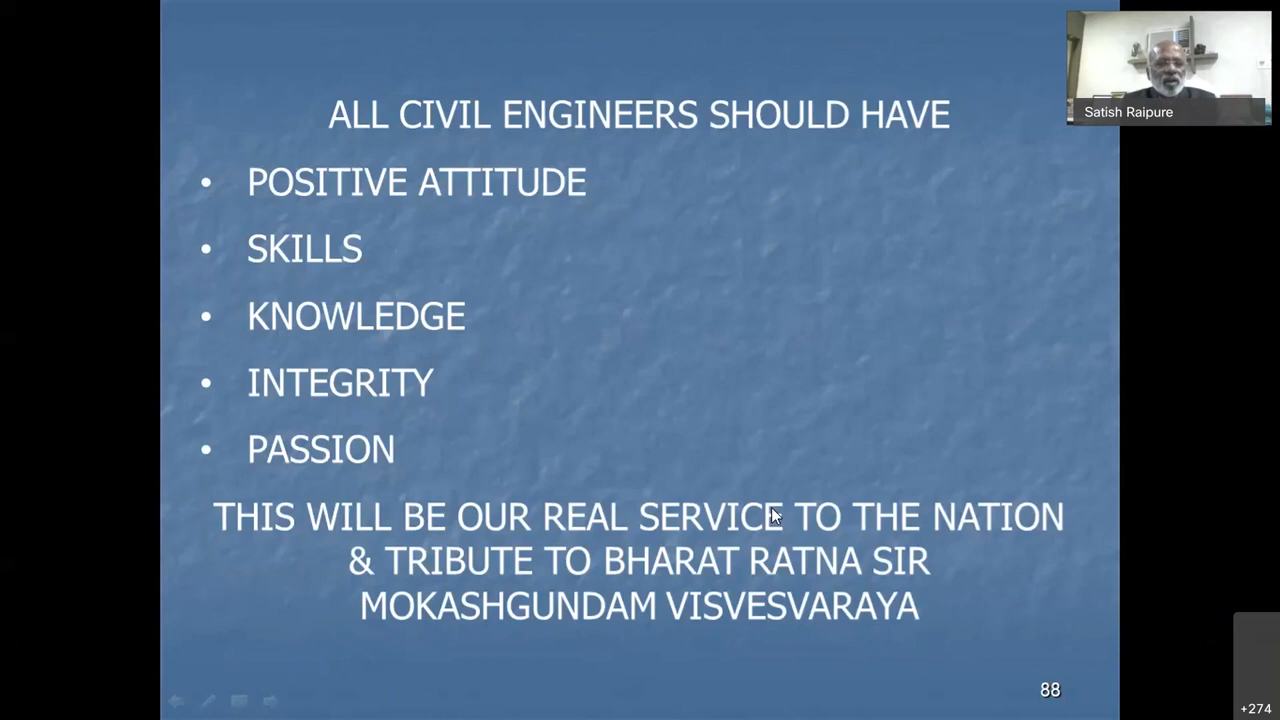 ALL CIVIL ENGINEERS SHOULD HAVE
• POSITIVE ATTITUDE
• SKILLS
• KNOWLEDGE
• INTEGRITY
• PASSION
THIS WILL BE OUR REAL SERVICE TO THE NATION
& TRIBUTE TO BHARAT RATNA SIR
MOKASHGUNDAM VISVESVARAYA
88
Satish Raipure
+274